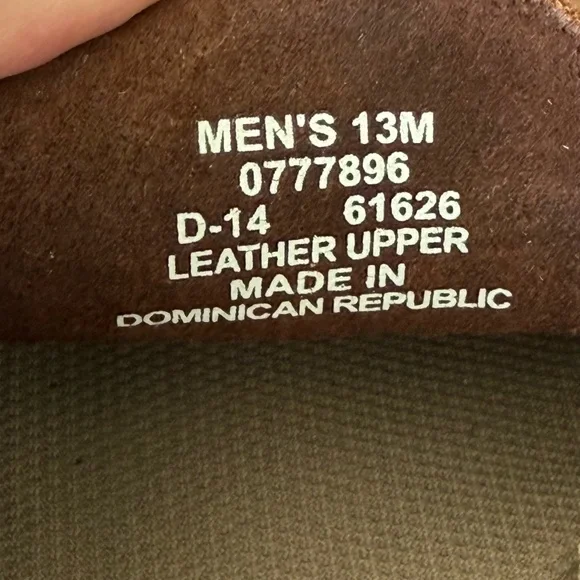 MEN'S 13M
0777896
D-14 61626
LEATHER UPPER
MADE IN
DOMINICAN REPUBLIC